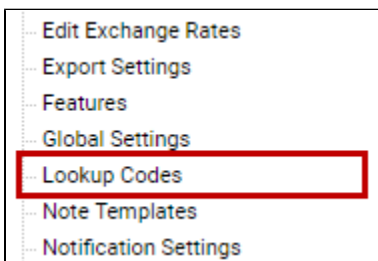 Edit Exchange Rates
Export Settings
Features
Global Settings
Lookup Codes
Note Templates
Notification Settings